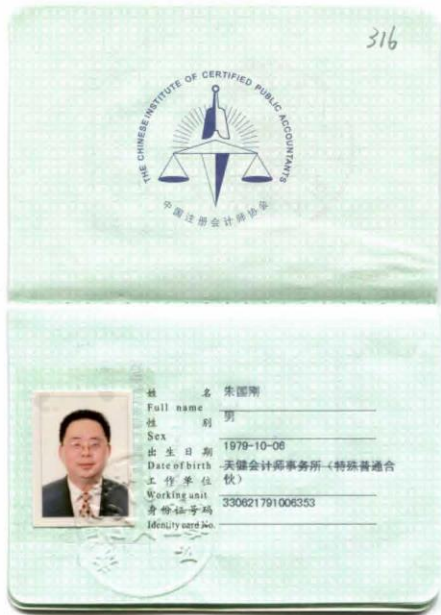 316
THE CHINESE INSTITUTE OF CERTIFIED PUBLIC ACCOUNTANTS
中国注册会计师协会
姓 名 朱国刚
Full name
性 别 男
Sex
出生日期 1979-10-06
Date of birth
工作单位 天健会计师事务所（特殊普通合
伙）
Working unit
身份证号码 330621791006353
Identity card No.